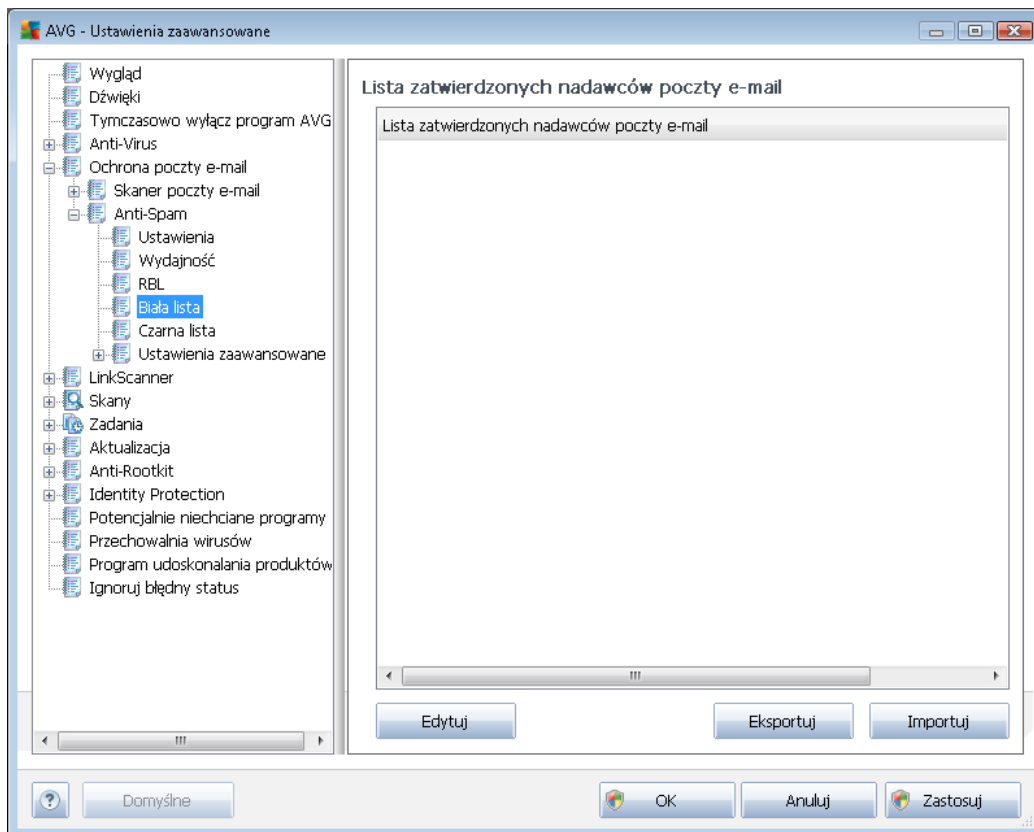 AVG - Ustawienia zaawansowane
Wygląd
Dźwięki
Tymczasowo wyłącz program AVG
Anti-Virus
Ochrona poczty e-mail
Skaner poczty e-mail
Anti-Spam
Ustawienia
Wydajność
RBL
Biała lista
Czarna lista
Ustawienia zaawansowane
LinkScanner
Skany
Zadania
Aktualizacja
Anti-Rootkit
Identity Protection
Potencjalnie niechciane programy
Przechowalnia wirusów
Program udoskonalania produktów
Ignoruj błędny status
Lista zatwierdzonych nadawców poczty e-mail
Lista zatwierdzonych nadawców poczty e-mail
Edytuj
Eksportuj
Importuj
?
Domyślne
OK
Anuluj
Zastosuj